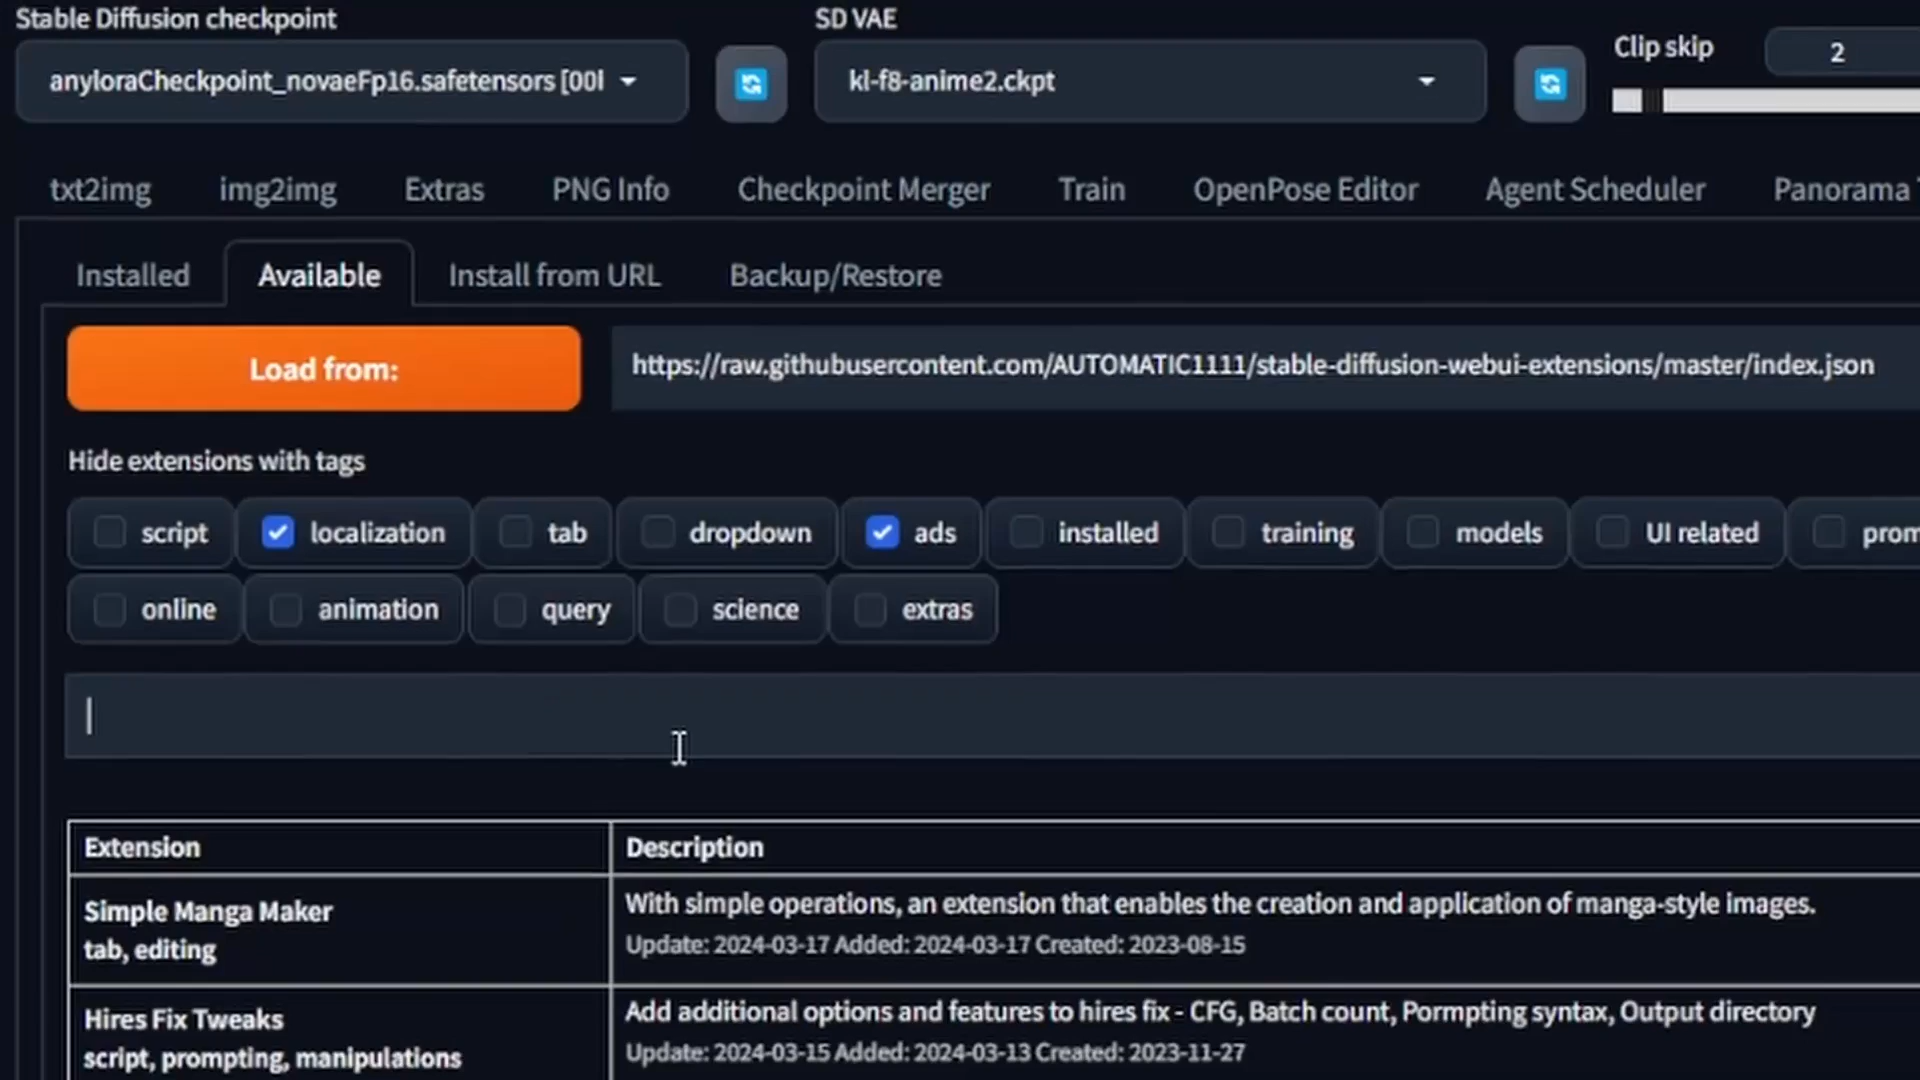 Stable Diffusion checkpoint
SD VAE
Clip skip
2
anyloraCheckpoint_novaeFp16.safetensors [00l
kl-f8-anime2.ckpt
txt2img img2img Extras PNG Info Checkpoint Merger Train OpenPose Editor Agent Scheduler Panorama
Installed Available Install from URL Backup/Restore
Load from:
https://raw.githubusercontent.com/AUTOMATIC1111/stable-diffusion-webui-extensions/master/index.json
Hide extensions with tags
script localization tab dropdown ads installed training models UI related prom
online animation query science extras
Extension Description
Simple Manga Maker
tab, editing
With simple operations, an extension that enables the creation and application of manga-style images.
Update: 2024-03-17 Added: 2024-03-17 Created: 2023-08-15
Hires Fix Tweaks
script, prompting, manipulations
Add additional options and features to hires fix - CFG, Batch count, Pormpting syntax, Output directory
Update: 2024-03-15 Added: 2024-03-13 Created: 2023-11-27